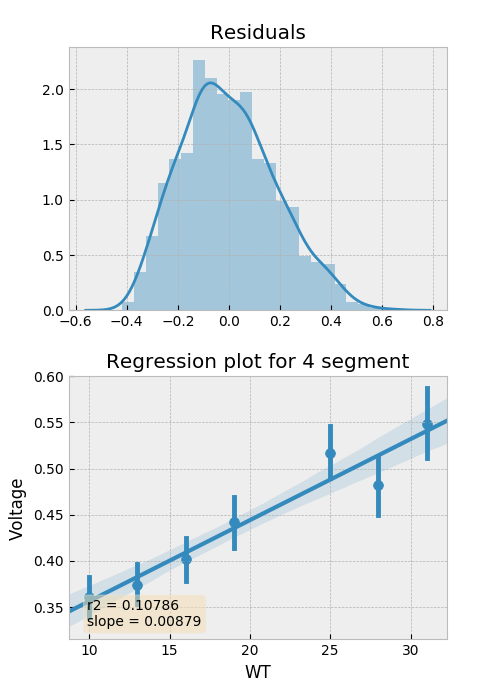 Residuals
2.0
1.5
1.0
0.5
0.0
−0.6 −0.4 −0.2 0.0 0.2 0.4 0.6 0.8
Regression plot for 4 segment
0.60
0.55
0.50
0.45
0.40
0.35
Voltage
r2 = 0.10786
slope = 0.00879
10 15 20 25 30
WT